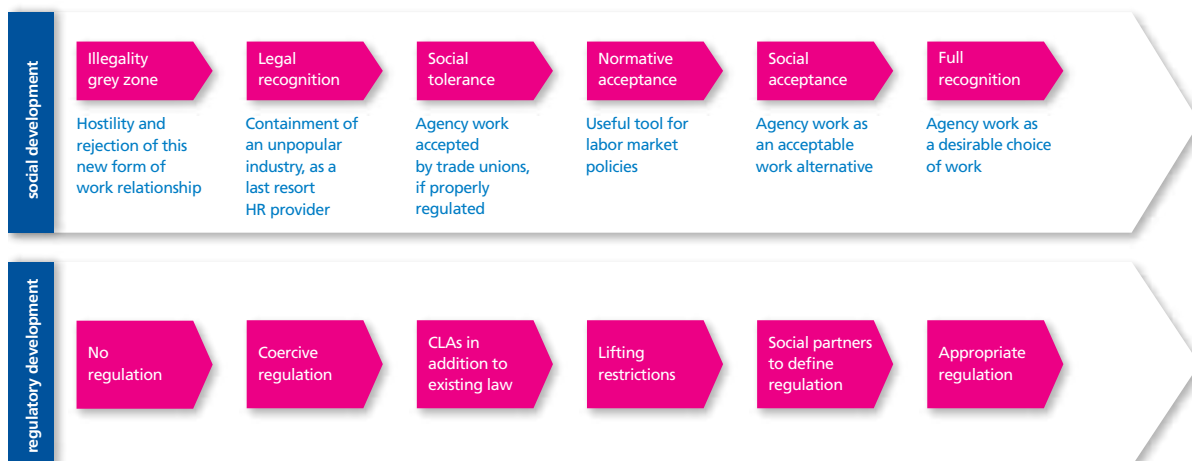 social development
Illegality
grey zone
Hostility and
rejection of this
new form of
work relationship
Legal
recognition
Containment of
an unpopular
industry, as a
last resort
HR provider
Social
tolerance
Agency work
accepted
by trade unions,
if properly
regulated
Normative
acceptance
Useful tool for
labor market
policies
Social
acceptance
Agency work as
an acceptable
work alternative
Full
recognition
Agency work as
a desirable choice
of work
regulatory development
No
regulation
Coercive
regulation
CLAs in
addition to
existing law
Lifting
restrictions
Social partners
to define
regulation
Appropriate
regulation